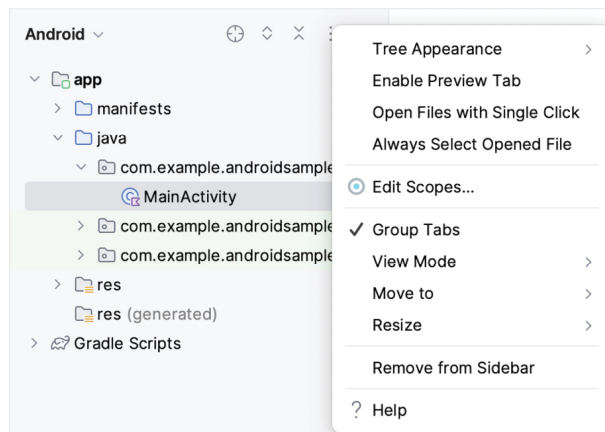 Android
app
manifests
java
com.example.androidsample
MainActivity
com.example.androidsample
com.example.androidsample
res
res (generated)
Gradle Scripts
Tree Appearance
Enable Preview Tab
Open Files with Single Click
Always Select Opened File
Edit Scopes...
Group Tabs
View Mode
Move to
Resize
Remove from Sidebar
? Help